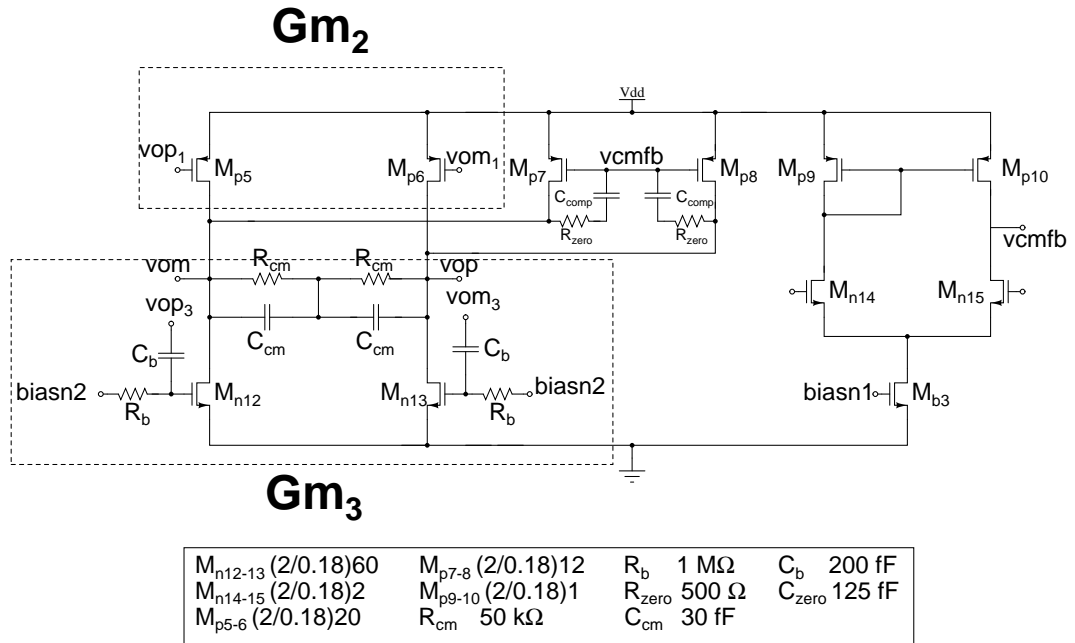 Gm2
Vdd
vop1
Mp5
Mp6
vom1
Mp7
vcmfb
Mp8
Mp9
Mp10
Ccomp
Ccomp
Rzero
Rzero
vcmfb
vom
Rcm
Rcm
vop
Mn14
Mn15
vop3
vom3
Ccm
Ccm
Cb
Cb
biasn2
Rb
Mn12
Mn13
Rb
biasn2
biasn1
Mb3
Gm3
Mn12-13 (2/0.18)60 Mp7-8 (2/0.18)12 Rb 1 MΩ Cb 200 fF
Mn14-15 (2/0.18)2 Mp9-10 (2/0.18)1 Rzero 500 Ω Czero 125 fF
Mp5-6 (2/0.18)20 Rcm 50 kΩ Ccm 30 fF